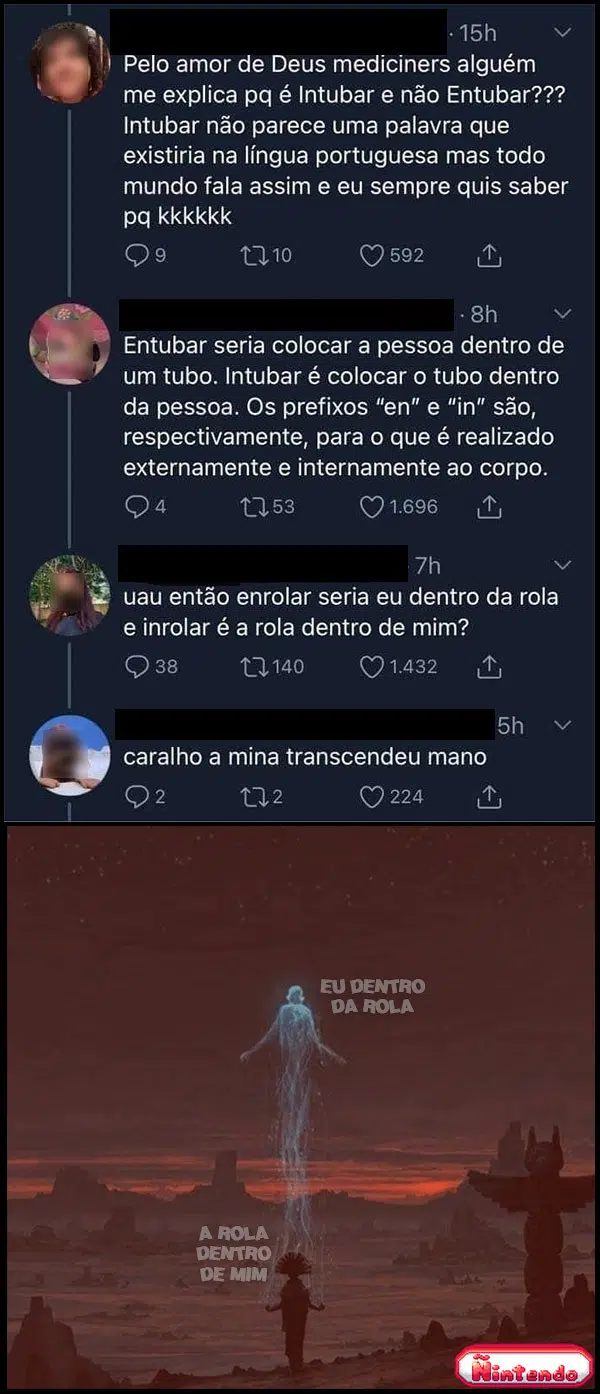 · 15h
Pelo amor de Deus mediciners alguém
me explica pq é Intubar e não Entubar???
Intubar não parece uma palavra que
existiria na língua portuguesa mas todo
mundo fala assim e eu sempre quis saber
pq kkkkkk
9 10 592
· 8h
Entubar seria colocar a pessoa dentro de
um tubo. Intubar é colocar o tubo dentro
da pessoa. Os prefixos “en” e “in” são,
respectivamente, para o que é realizado
externamente e internamente ao corpo.
4 53 1.696
7h
uau então enrolar seria eu dentro da rola
e inrolar é a rola dentro de mim?
38 140 1.432
5h
caralho a mina transcendeu mano
2 2 224
EU DENTRO
DA ROLA
A ROLA
DENTRO
DE MIM
Ñintendo